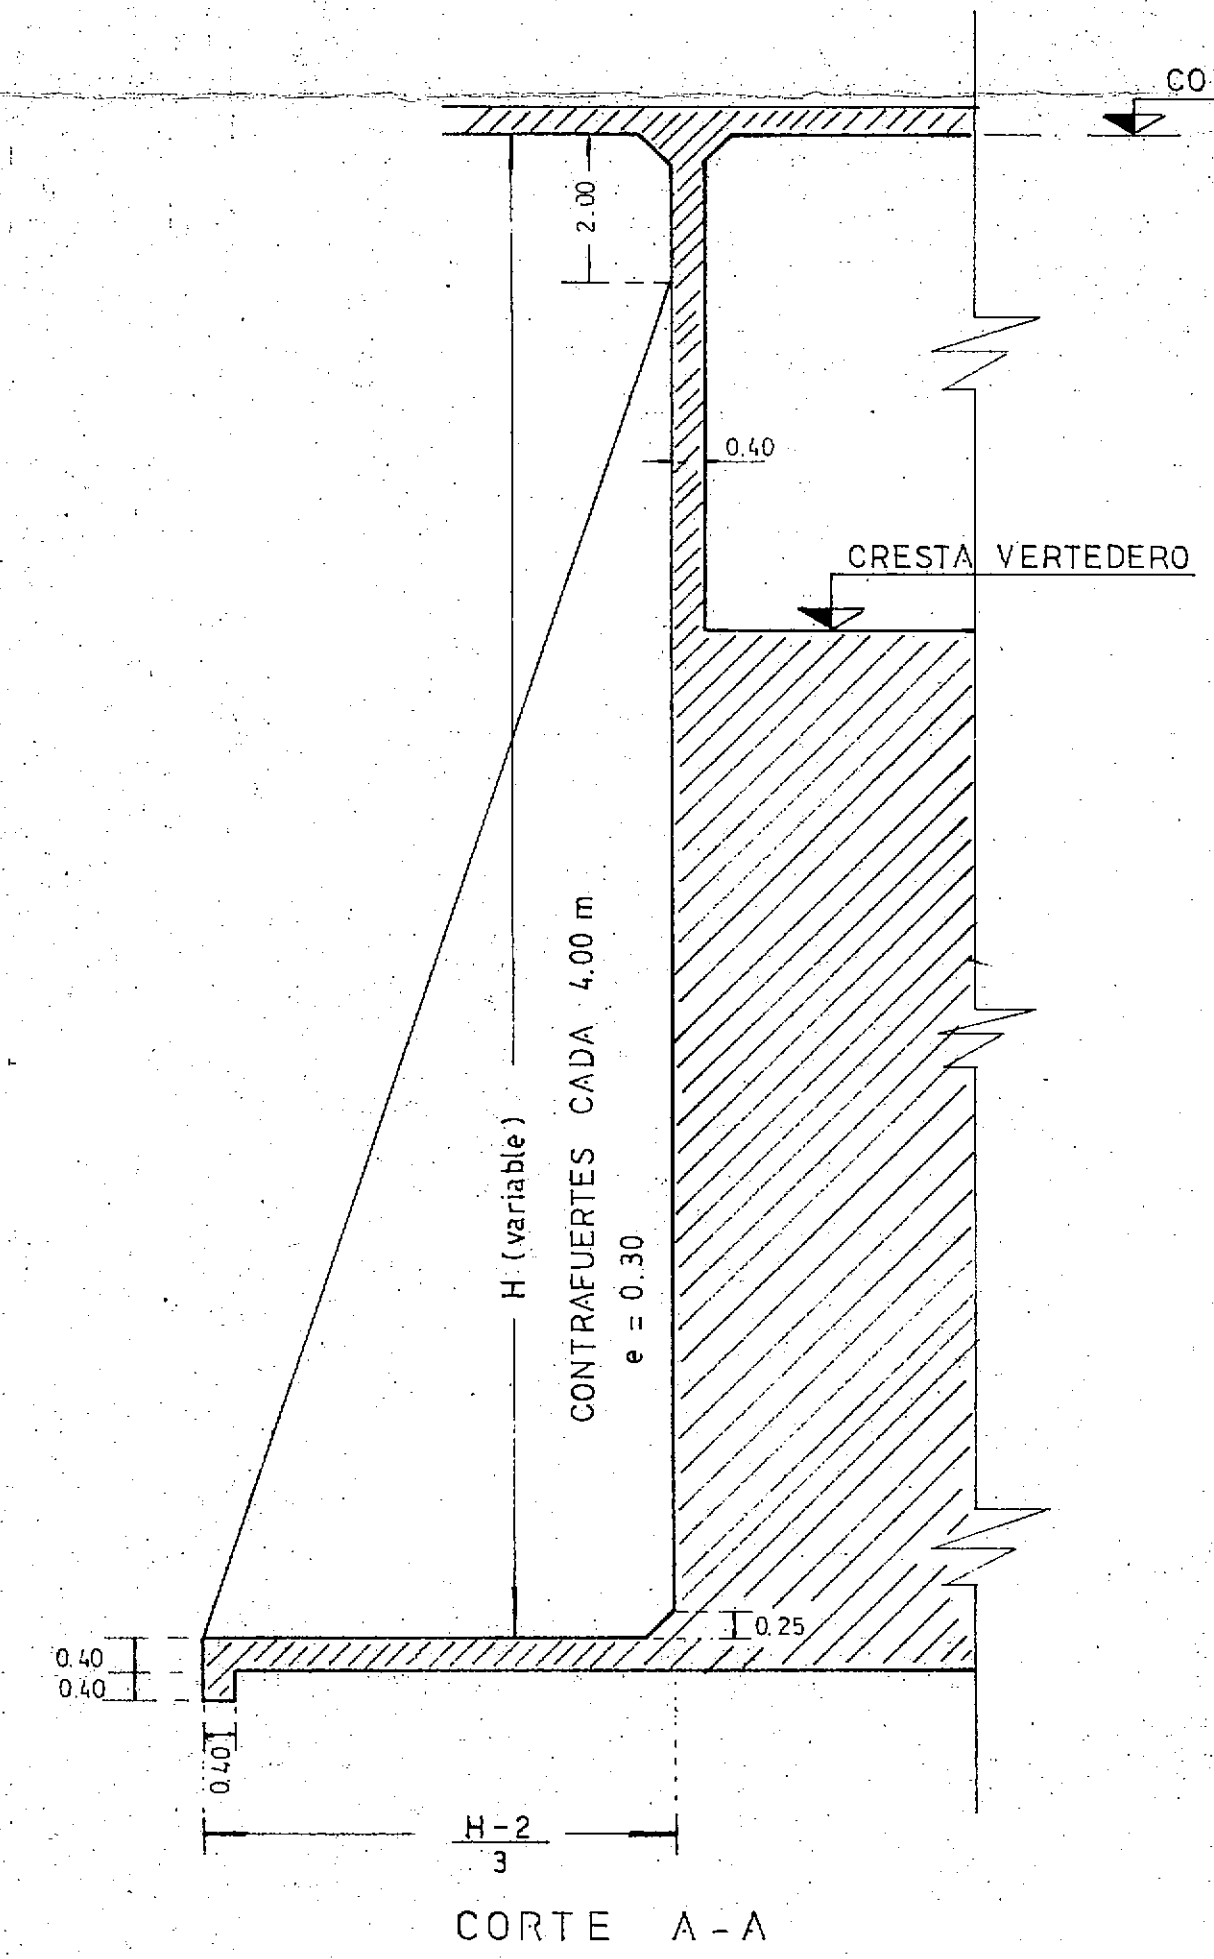 CO
2.00
0.40
CRESTA VERTEDERO
H (variable)
CONTRAFUERTES CADA 4.00 m
e = 0.30
0.25
0.40
0.40
0.40
H-2
3
CORTE A-A